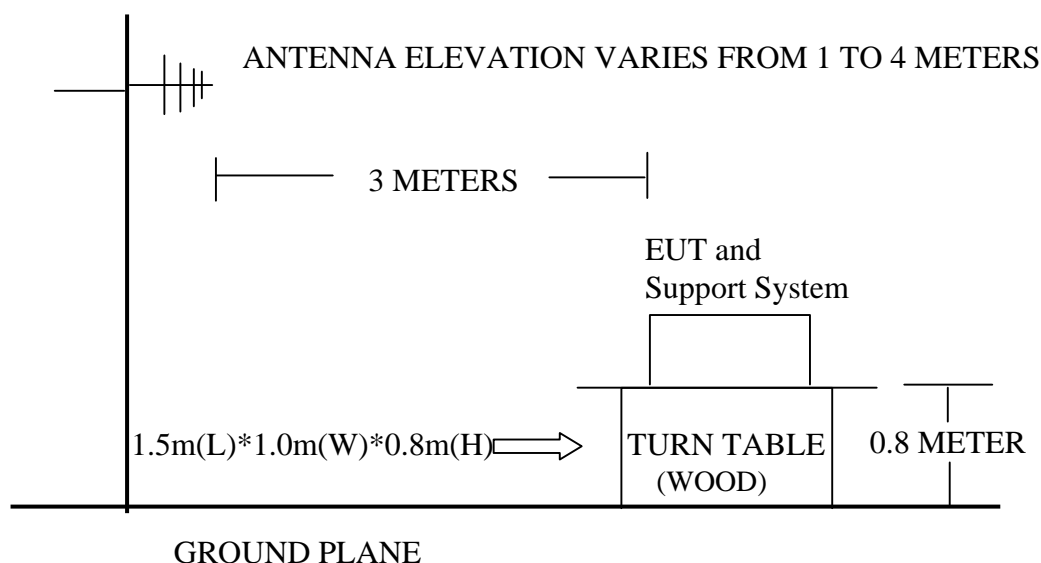 ANTENNA ELEVATION VARIES FROM 1 TO 4 METERS
3 METERS
EUT and
Support System
1.5m(L)*1.0m(W)*0.8m(H)
TURN TABLE
(WOOD)
0.8 METER
GROUND PLANE